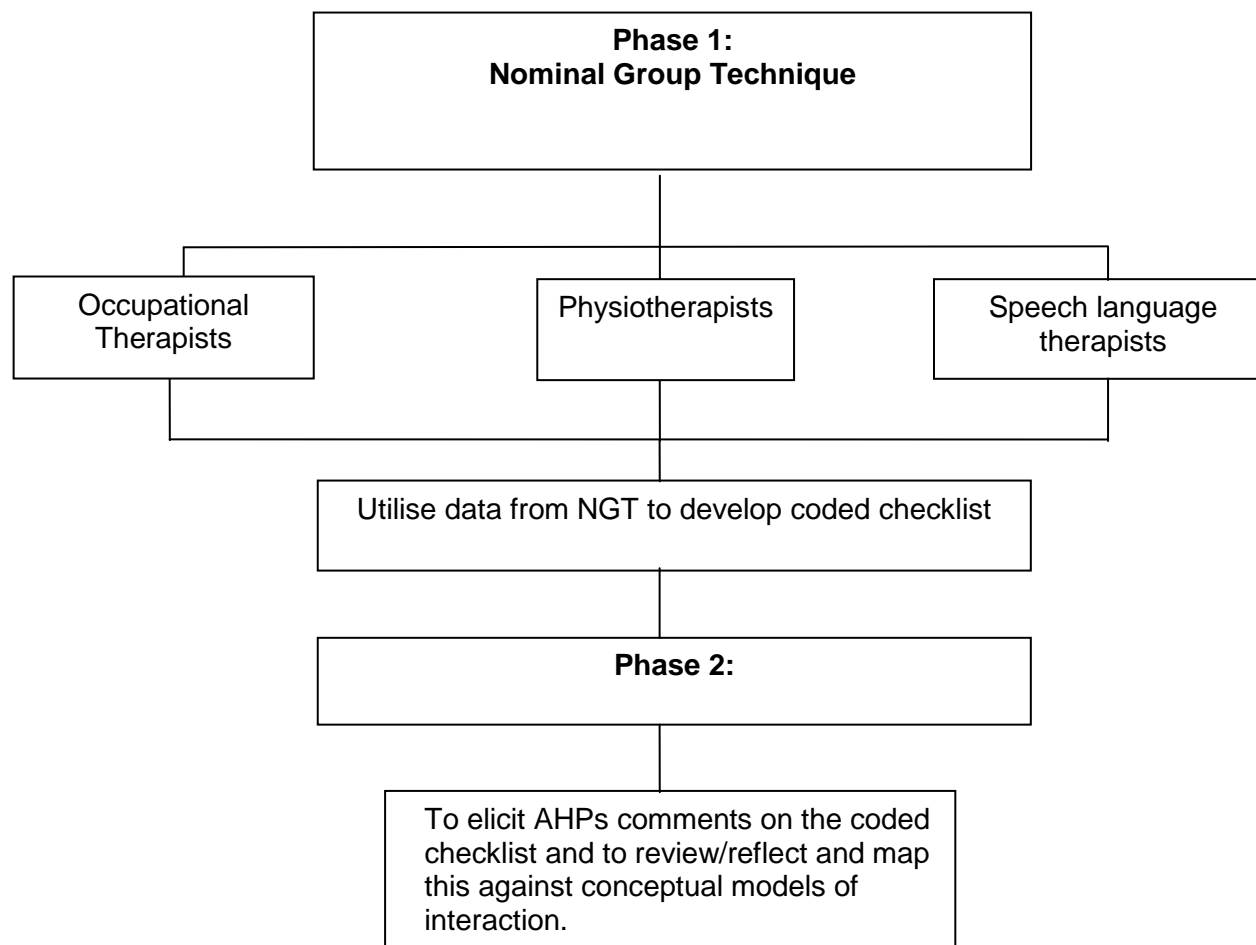 Phase 1:
Nominal Group Technique
Occupational
Therapists
Physiotherapists
Speech language
therapists
Utilise data from NGT to develop coded checklist
Phase 2:
To elicit AHPs comments on the coded
checklist and to review/reflect and map
this against conceptual models of
interaction.